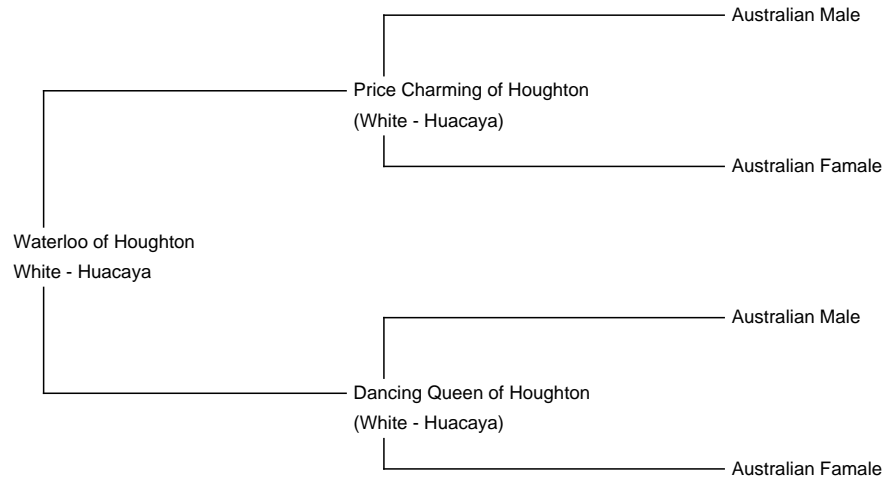 Australian Male
Price Charming of Houghton
(White - Huacaya)
Australian Famale
Waterloo of Houghton
White - Huacaya
Australian Male
Dancing Queen of Houghton
(White - Huacaya)
Australian Famale